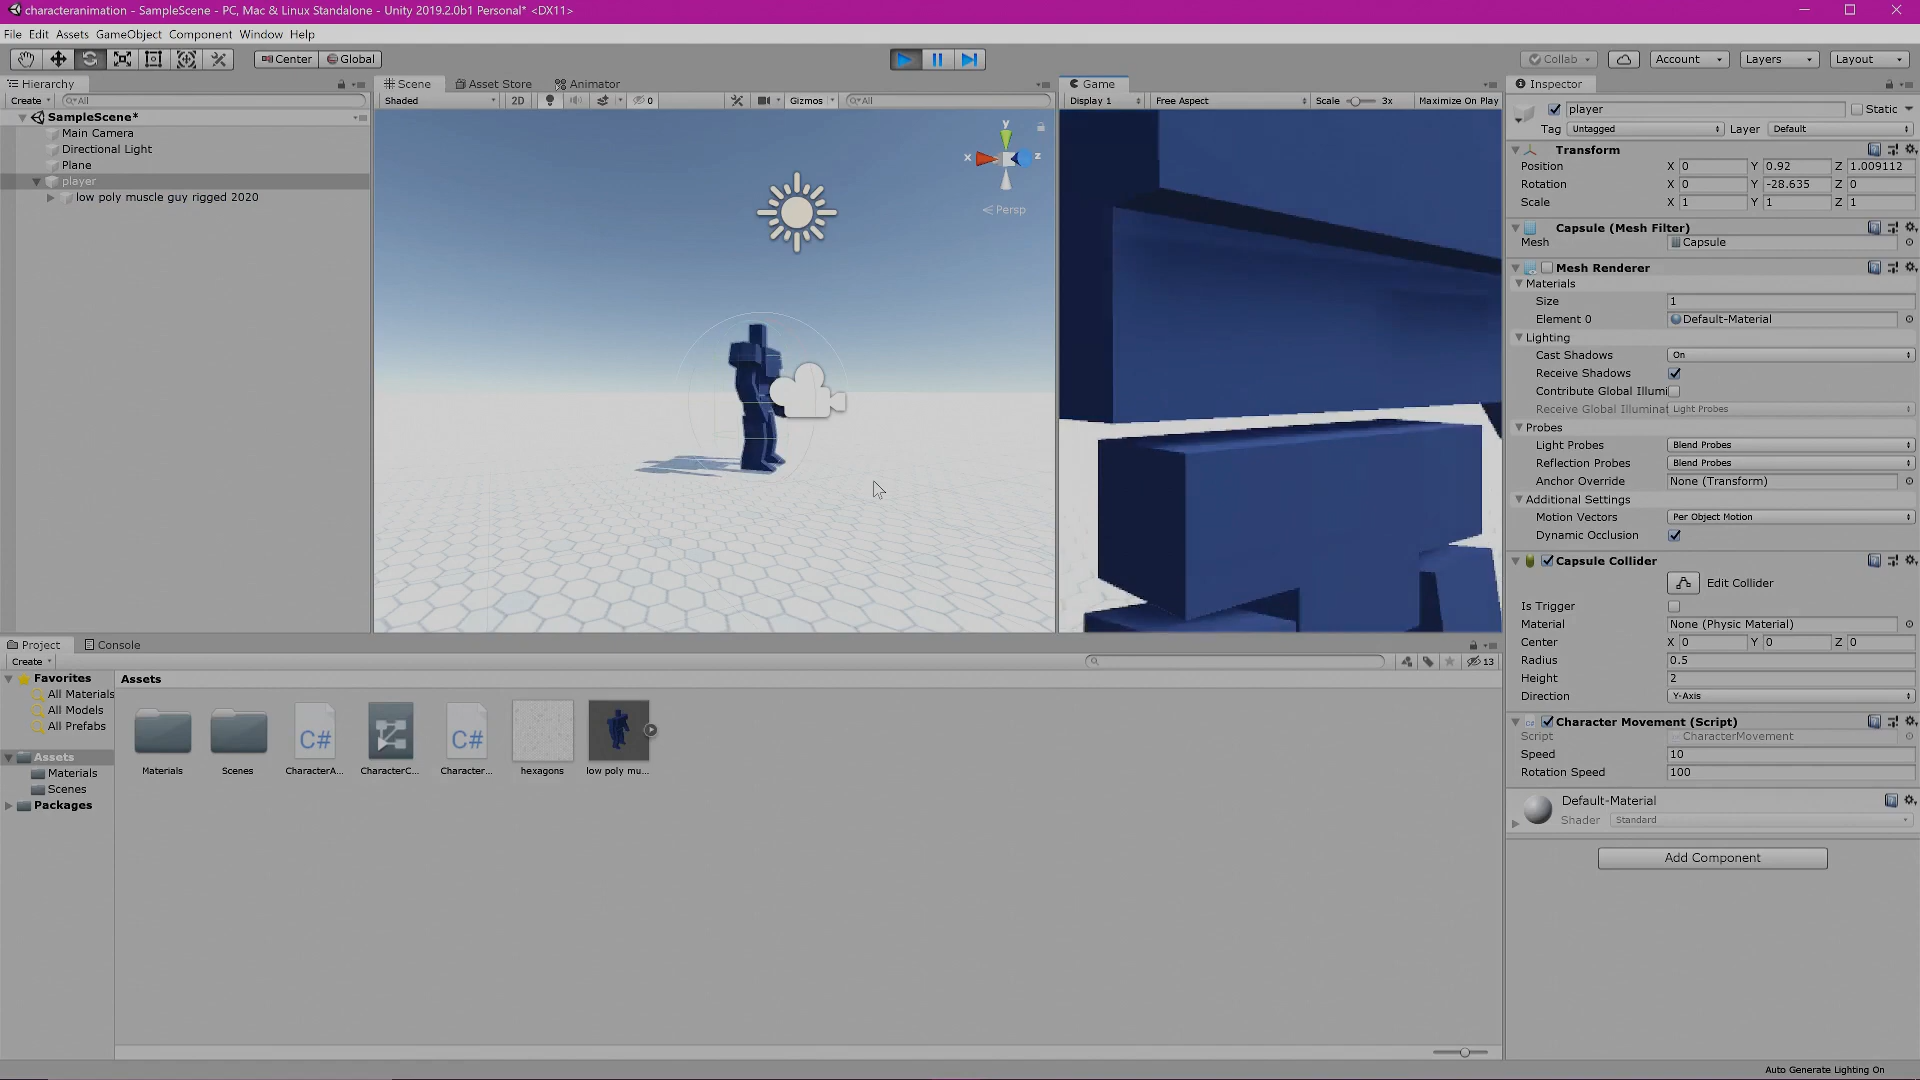 characteranimation - SampleScene - PC, Mac & Linux Standalone - Unity 2019.2.0b1 Personal* <DX11>
File Edit Assets GameObject Component Window Help
Center Global Collab Account Layers Layout
Hierarchy
Create All
SampleScene*
Main Camera
Directional Light
Plane
player
low poly muscle guy rigged 2020
Scene Asset Store Animator
Shaded 2D 0 Gizmos All
y
x z
Persp
Game
Display 1 Free Aspect Scale 3x Maximize On Play
Inspector
player Static
Tag Untagged Layer Default
Transform
Position X 0 Y 0.92 Z 1.009112
Rotation X 0 Y -28.635 Z 0
Scale X 1 Y 1 Z 1
Capsule (Mesh Filter)
Mesh Capsule
Mesh Renderer
Materials
Size 1
Element 0 Default-Material
Lighting
Cast Shadows On
Receive Shadows
Contribute Global Illumi
Receive Global Illuminat Light Probes
Probes
Light Probes Blend Probes
Reflection Probes Blend Probes
Anchor Override None (Transform)
Additional Settings
Motion Vectors Per Object Motion
Dynamic Occlusion
Capsule Collider
Edit Collider
Is Trigger
Material None (Physic Material)
Center X 0 Y 0 Z 0
Radius 0.5
Height 2
Direction Y-Axis
Character Movement (Script)
Script CharacterMovement
Speed 10
Rotation Speed 100
Default-Material
Shader Standard
Add Component
Project Console
Create 13
Favorites
All Materials
All Models
All Prefabs
Assets
Materials
Scenes
Packages
Assets
C# C#
Materials Scenes CharacterA... CharacterC... Character... hexagons low poly mu...
Auto Generate Lighting On